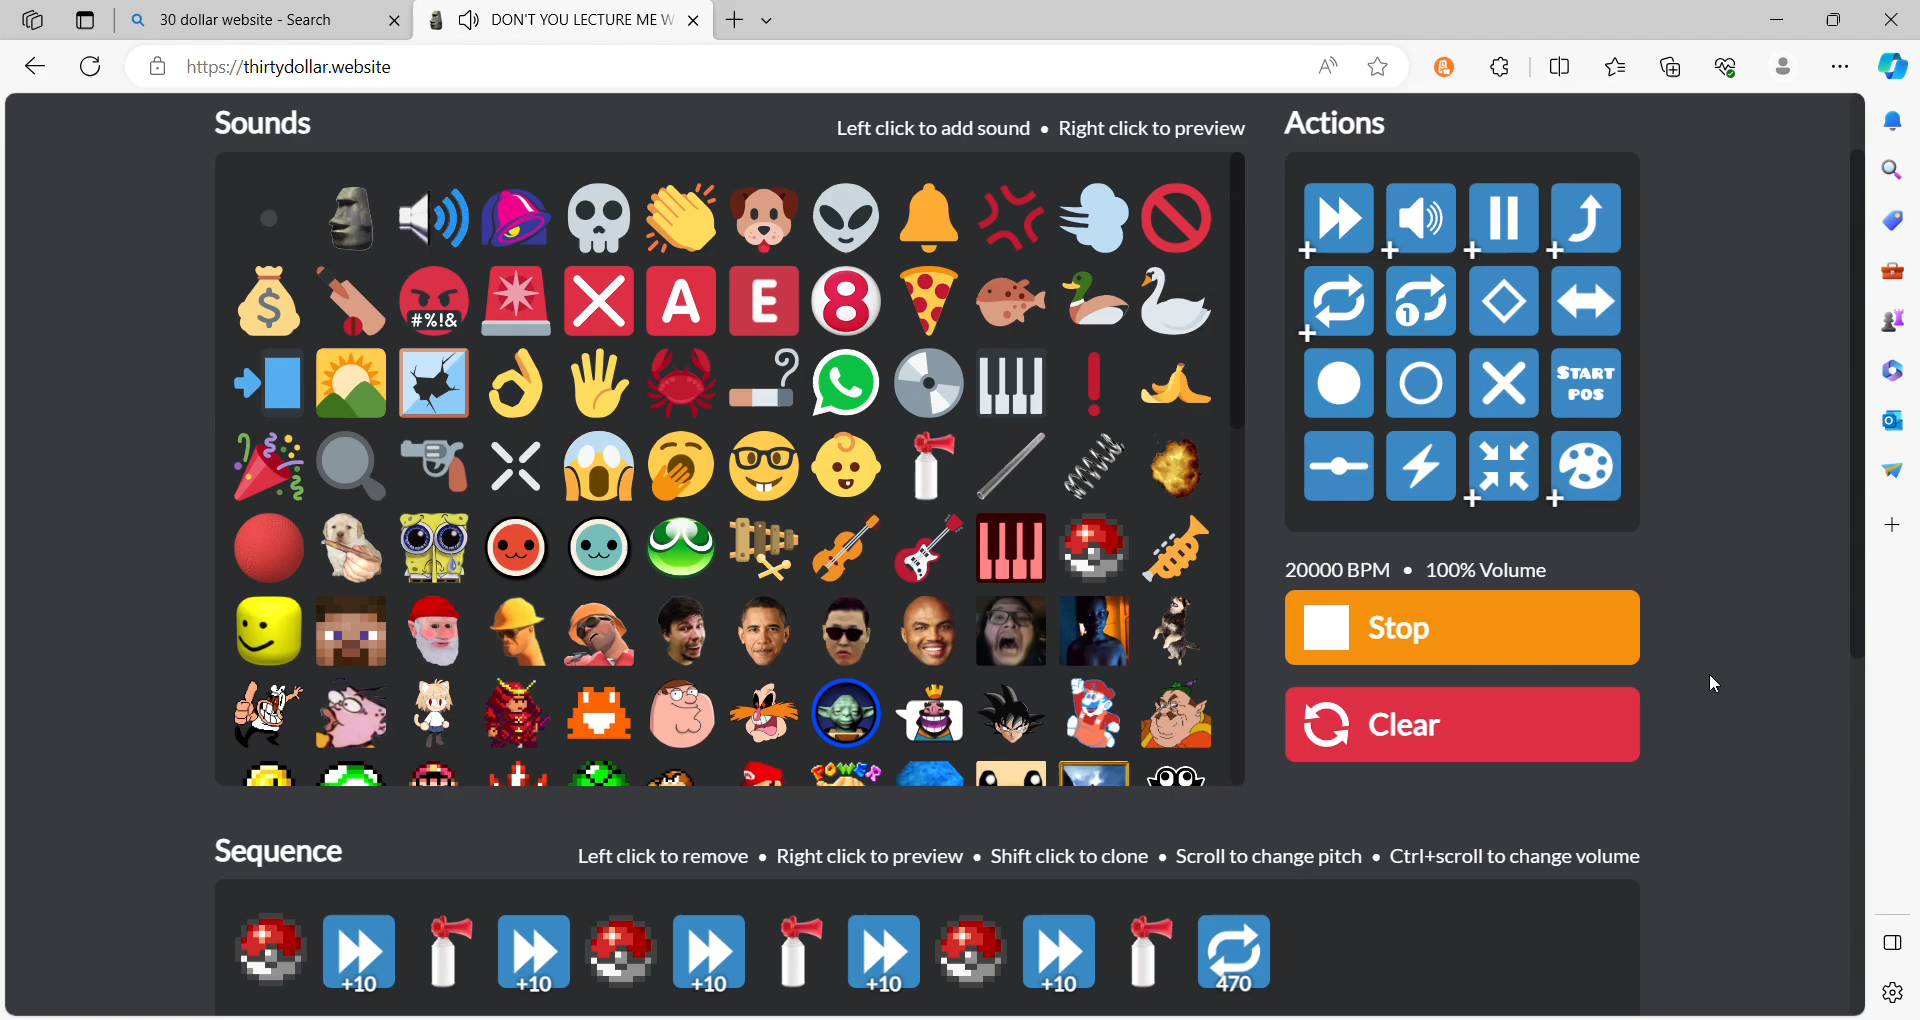 30 dollar website - Search
DON'T YOU LECTURE ME W
https://thirtydollar.website
Sounds
Left click to add sound • Right click to preview
Actions
#%!&
A
E
8
1
START
POS
20000 BPM • 100% Volume
Stop
Clear
POWER
Sequence
Left click to remove • Right click to preview • Shift click to clone • Scroll to change pitch • Ctrl+scroll to change volume
+10 +10 +10 +10 +10 470